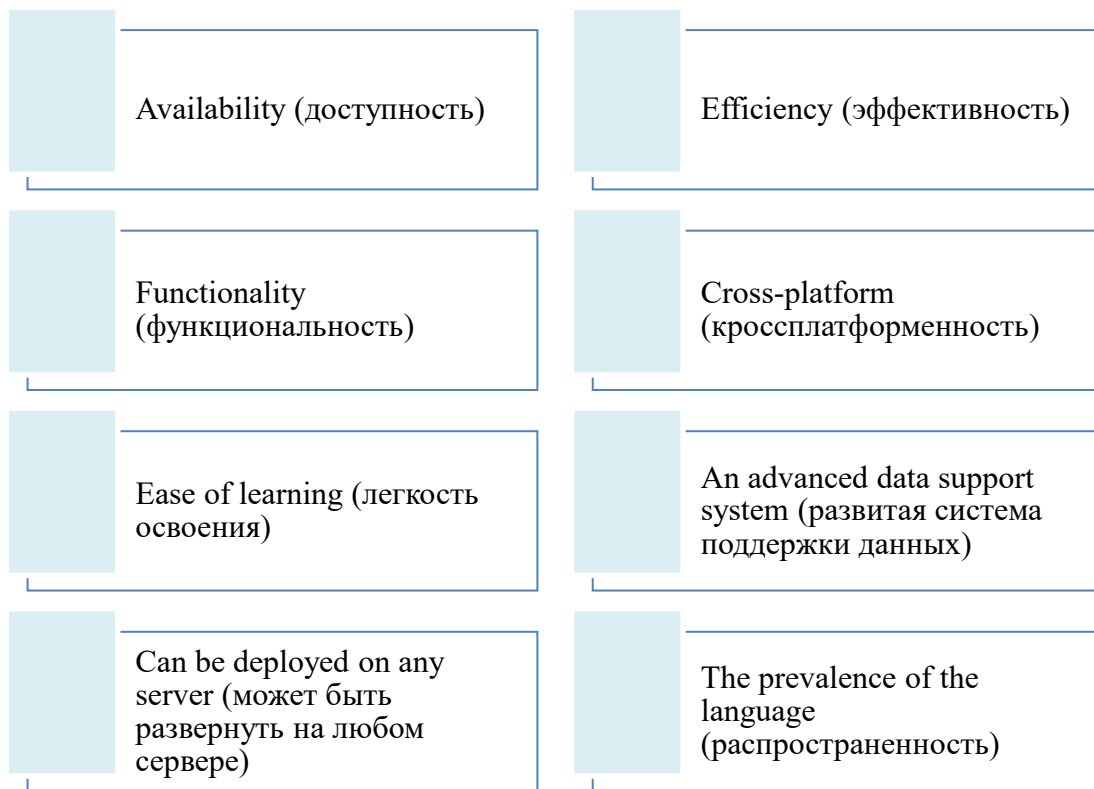 Availability (доступность)
Efficiency (эффективность)
Functionality
(функциональность)
Cross-platform
(кроссплатформенность)
Ease of learning (легкость
освоения)
An advanced data support
system (развитая система
поддержки данных)
Can be deployed on any
server (может быть
развернуть на любом
сервере)
The prevalence of the
language
(распространенность)